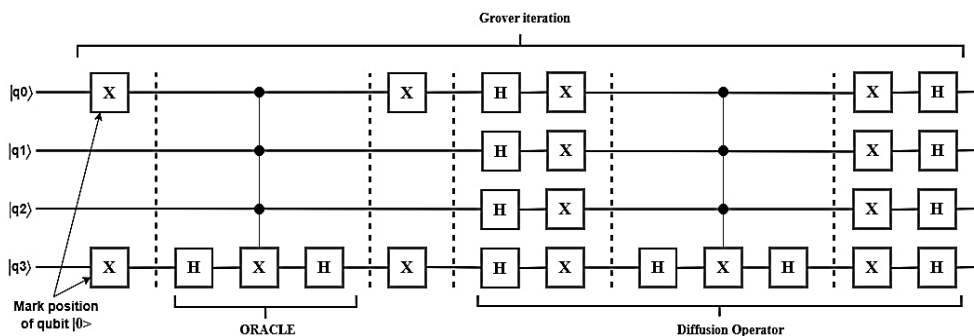 Grover iteration
|q0⟩ X X H X X H
|q1⟩ H X X H
|q2⟩ H X X H
|q3⟩ X H X H X H X H X H X H
Mark position
of qubit |0>
ORACLE
Diffusion Operator